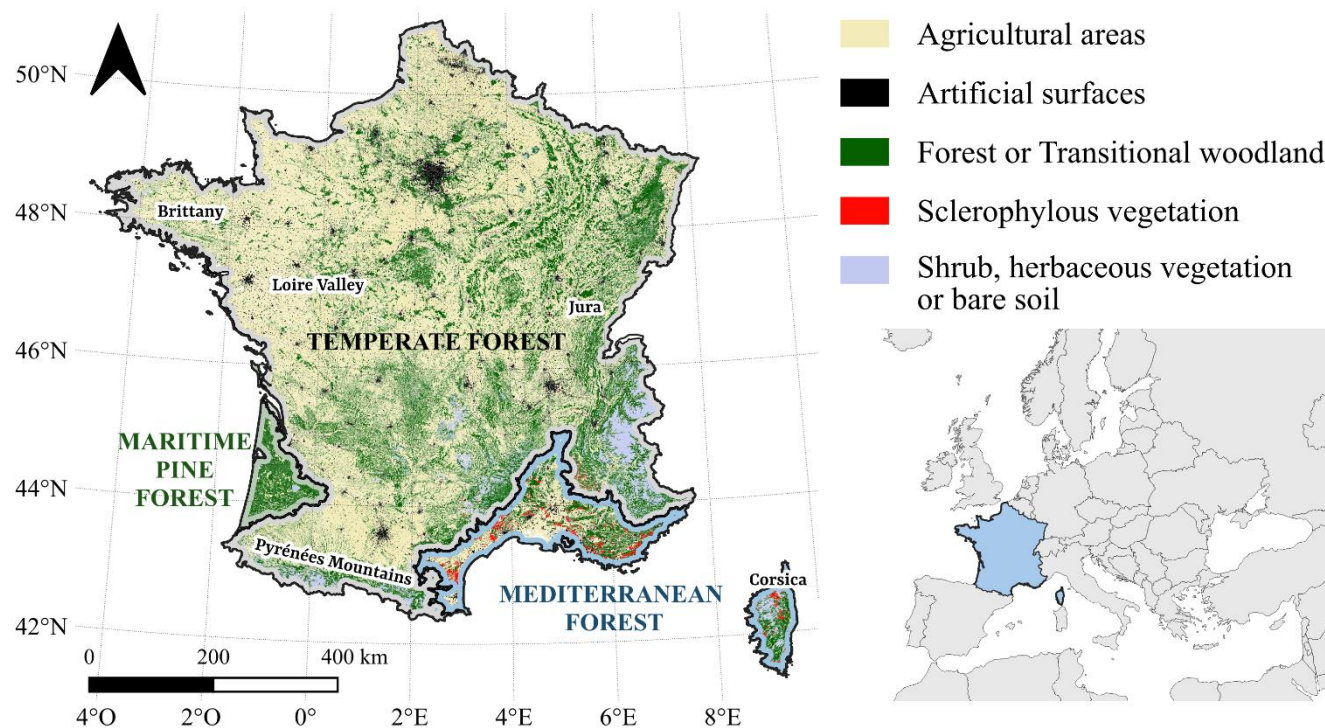 50°N
48°N
46°N
44°N
42°N
Brittany
Loire Valley
Jura
TEMPERATE FOREST
MARITIME
PINE
FOREST
Pyrénées Mountains
MEDITERRANEAN
FOREST
Corsica
0 200 400 km
4°O 2°O 0° 2°E 4°E 6°E 8°E
Agricultural areas
Artificial surfaces
Forest or Transitional woodland
Sclerophylous vegetation
Shrub, herbaceous vegetation
or bare soil